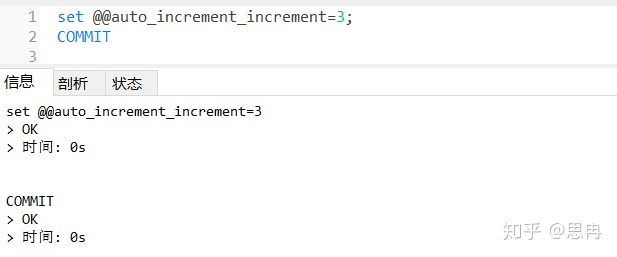 1 set @@auto_increment_increment=3;
2 COMMIT
3
信息 剖析 状态
set @@auto_increment_increment=3
> OK
> 时间: 0s
COMMIT
> OK
> 时间: 0s
知乎 @思冉